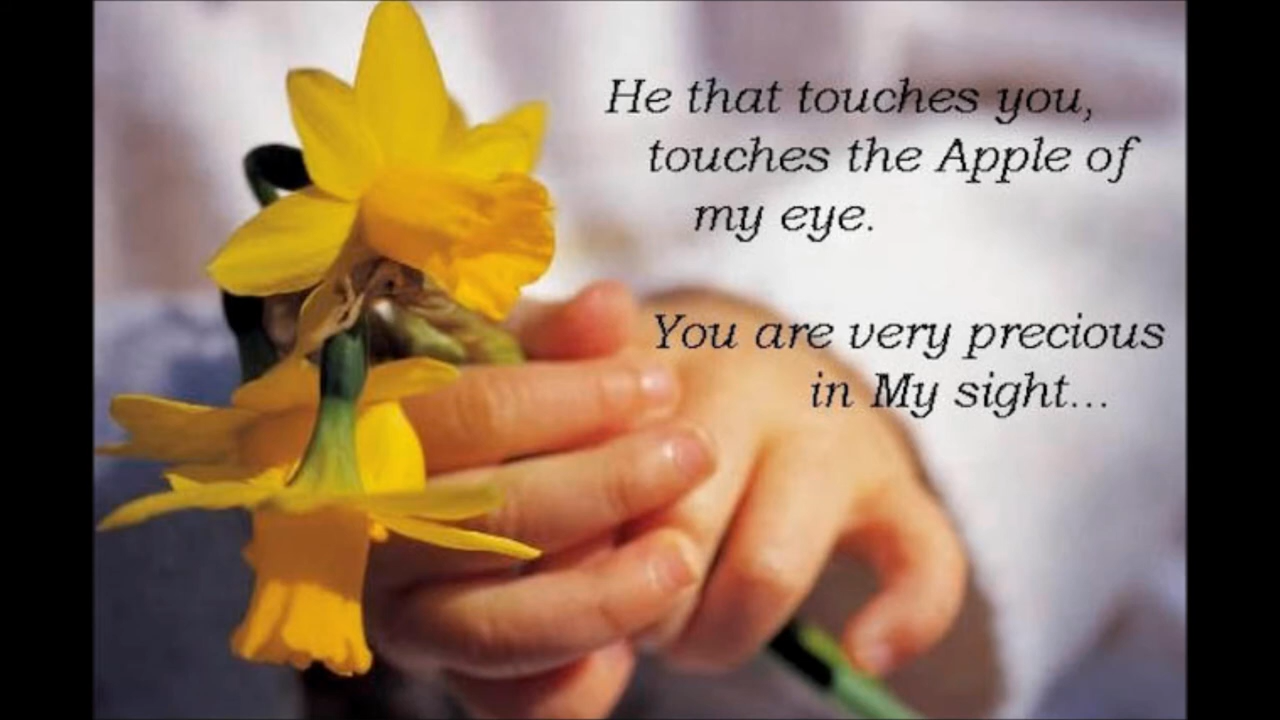 He that touches you,
touches the Apple of
my eye.
You are very precious
in My sight...